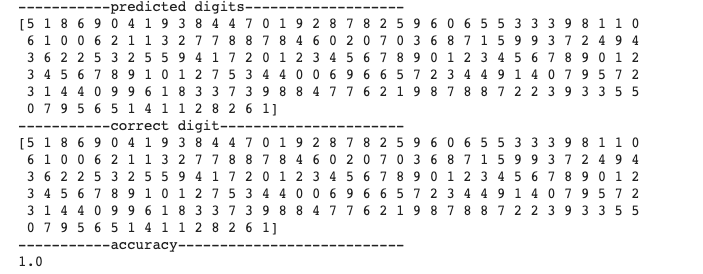 -----------predicted digits-------------------
[5 1 8 6 9 0 4 1 9 3 8 4 4 7 0 1 9 2 8 7 8 2 5 9 6 0 6 5 5 3 3 3 9 8 1 1 0
6 1 0 0 6 2 1 1 3 2 7 7 8 8 7 8 4 6 0 2 0 7 0 3 6 8 7 1 5 9 9 3 7 2 4 9 4
3 6 2 2 5 3 2 5 5 9 4 1 7 2 0 1 2 3 4 5 6 7 8 9 0 1 2 3 4 5 6 7 8 9 0 1 2
3 4 5 6 7 8 9 1 0 1 2 7 5 3 4 4 0 0 6 9 6 6 5 7 2 3 4 4 9 1 4 0 7 9 5 7 2
3 1 4 4 0 9 9 6 1 8 3 3 7 3 9 8 8 4 7 7 6 2 1 9 8 7 8 8 7 2 2 3 9 3 3 5 5
0 7 9 5 6 5 1 4 1 1 2 8 2 6 1]
-----------correct digit----------------------
[5 1 8 6 9 0 4 1 9 3 8 4 4 7 0 1 9 2 8 7 8 2 5 9 6 0 6 5 5 3 3 3 9 8 1 1 0
6 1 0 0 6 2 1 1 3 2 7 7 8 8 7 8 4 6 0 2 0 7 0 3 6 8 7 1 5 9 9 3 7 2 4 9 4
3 6 2 2 5 3 2 5 5 9 4 1 7 2 0 1 2 3 4 5 6 7 8 9 0 1 2 3 4 5 6 7 8 9 0 1 2
3 4 5 6 7 8 9 1 0 1 2 7 5 3 4 4 0 0 6 9 6 6 5 7 2 3 4 4 9 1 4 0 7 9 5 7 2
3 1 4 4 0 9 9 6 1 8 3 3 7 3 9 8 8 4 7 7 6 2 1 9 8 7 8 8 7 2 2 3 9 3 3 5 5
0 7 9 5 6 5 1 4 1 1 2 8 2 6 1]
-----------accuracy---------------------------
1.0